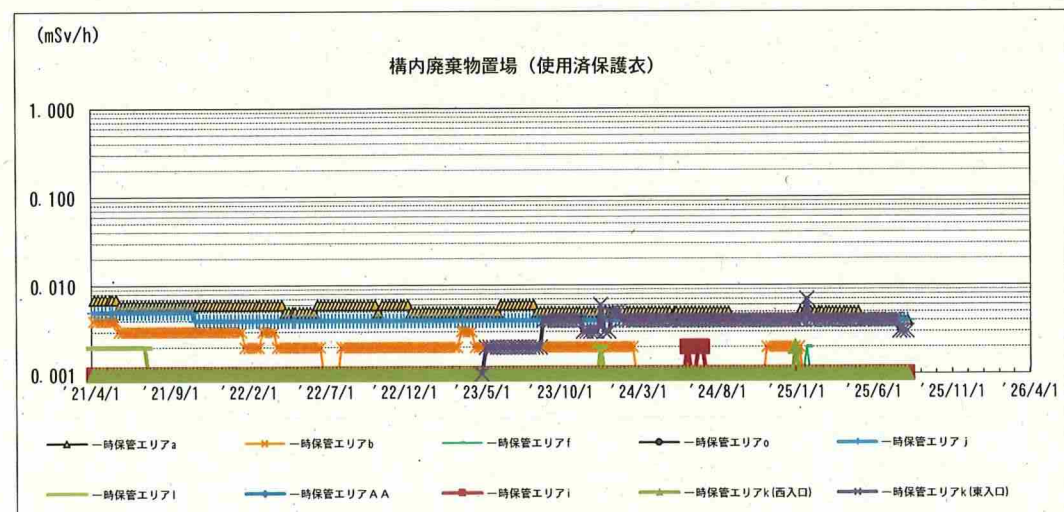 (mSv/h)
構内廃棄物置場（使用済保護衣）
1.000
0.100
0.010
0.001
'21/4/1 '21/9/1 '22/2/1 '22/7/1 '22/12/1 '23/5/1 '23/10/1 '24/3/1 '24/8/1 '25/1/1 '25/6/1 '25/11/1 '26/4/1
一時保管エリアa 一時保管エリアb 一時保管エリアf 一時保管エリアo 一時保管エリアj
一時保管エリアl 一時保管エリアAA 一時保管エリアi 一時保管エリアk(西入口) 一時保管エリアk(東入口)